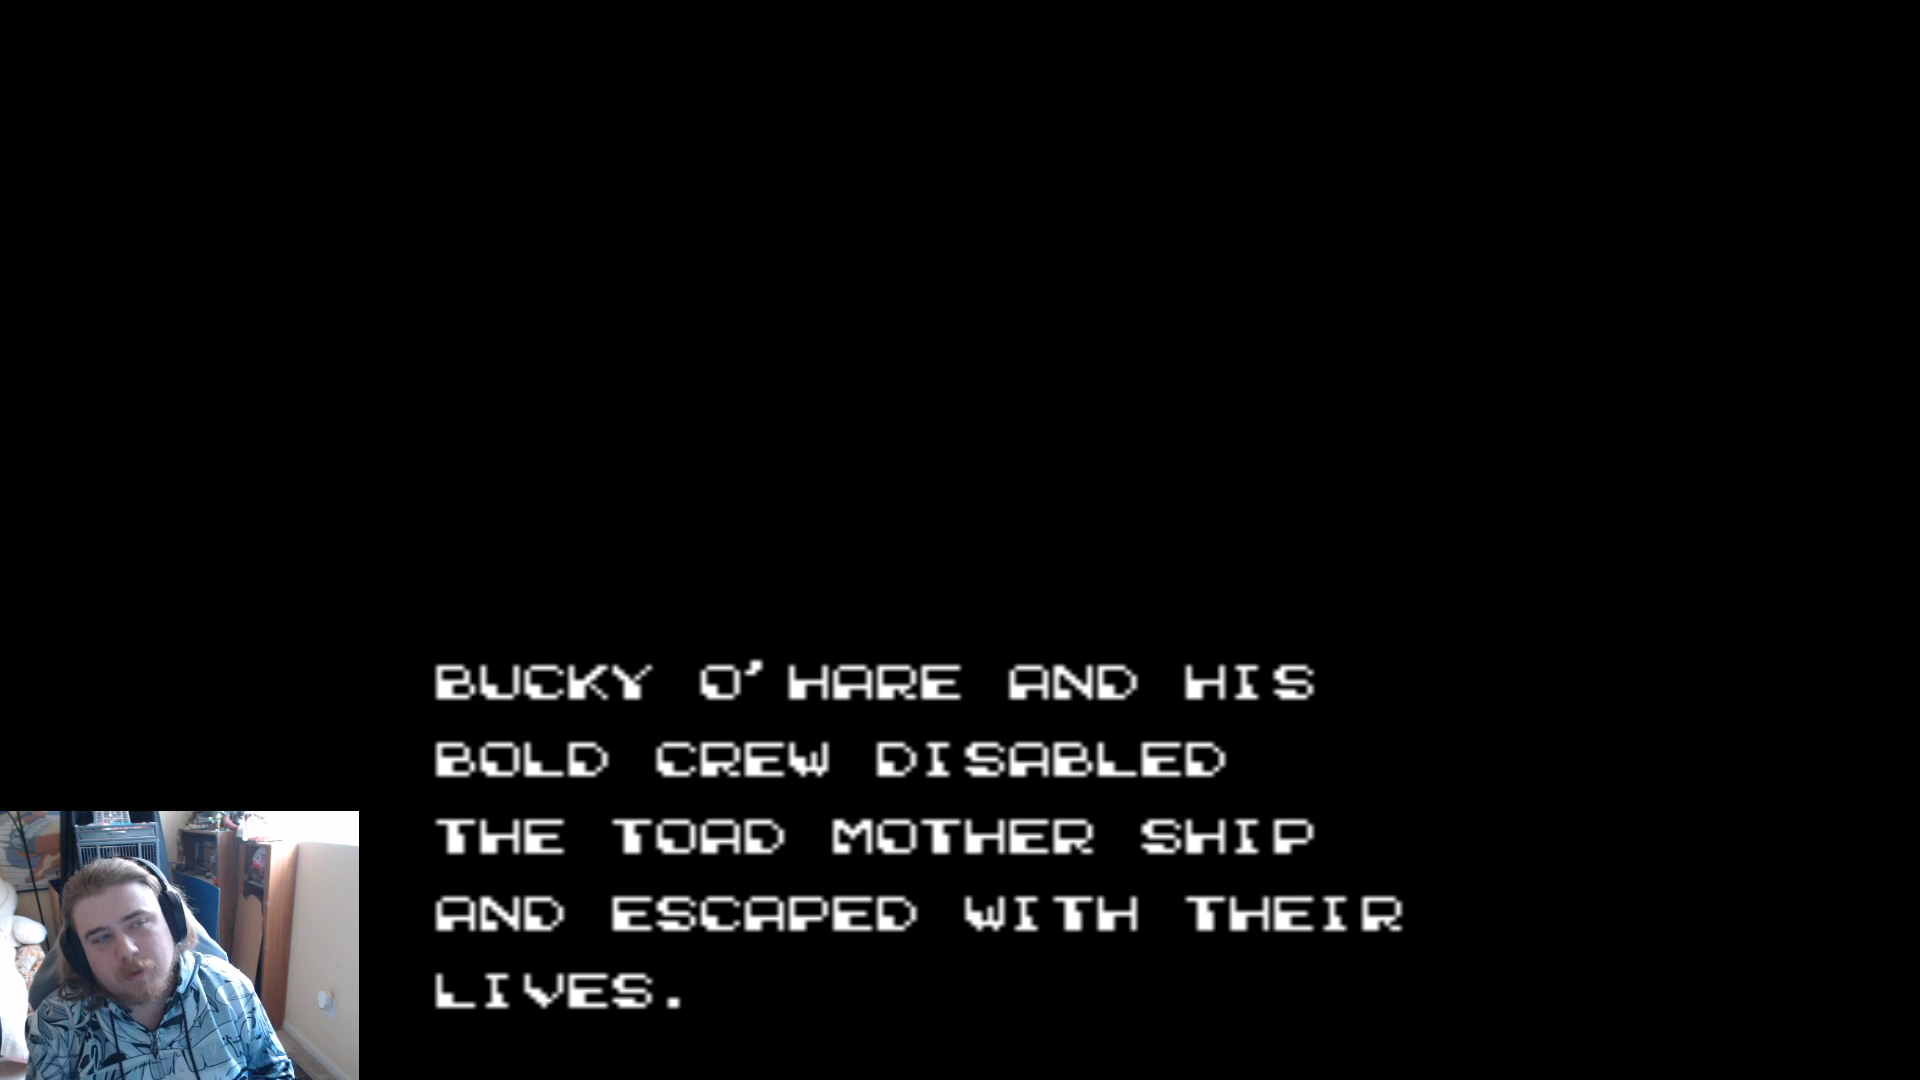 BUCKY O'HARE AND HIS
BOLD CREW DISABLED
THE TOAD MOTHER SHIP
AND ESCAPED WITH THEIR
LIVES.